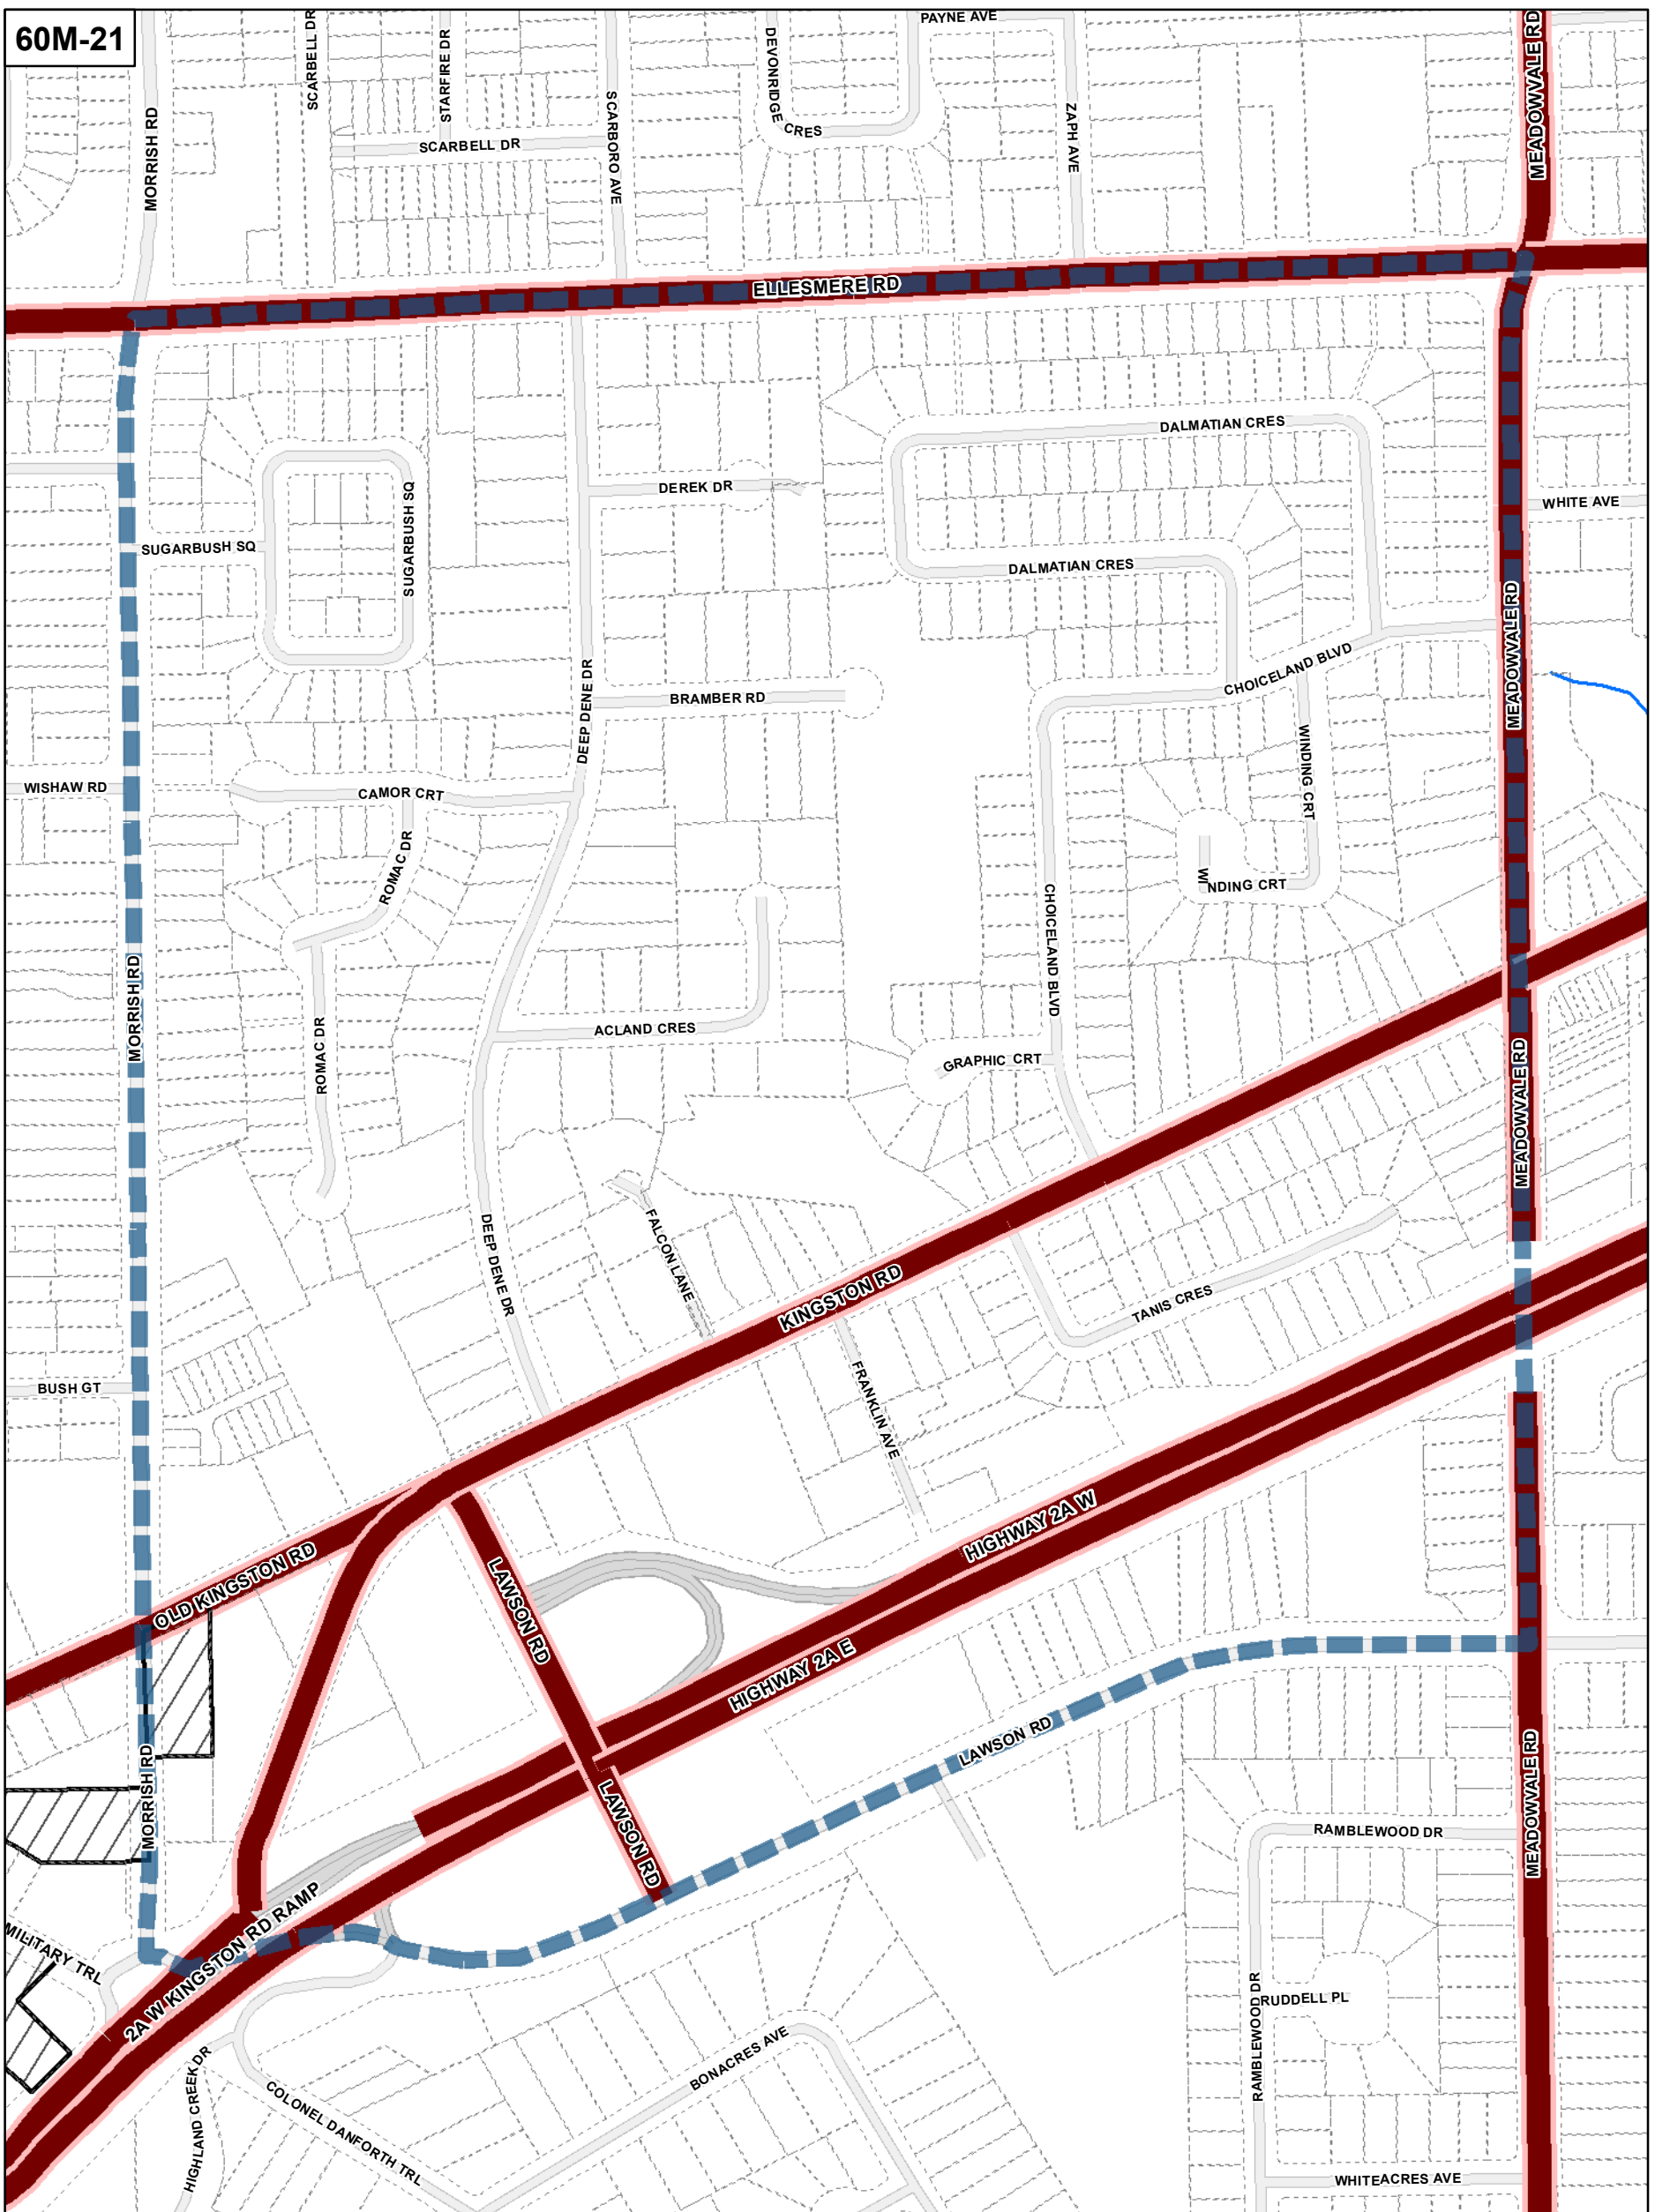 60M-21
PAYNE AVE
SCARBELL DR
STARFIRE DR
DEVONRIDGE
CRES
MEADOWVALE RD
MORRISH RD
SCARBORO AVE
ZAPH AVE
SCARBELL DR
ELLESMERE RD
DALMATIAN CRES
DEREK DR
SUGARBUSH SQ
WHITE AVE
SUGARBUSH SQ
DALMATIAN CRES
MEADOWVALE RD
CHOICELAND BLVD
DEEP DENE DR
BRAMBER RD
WINDING CRT
WISHAW RD
CAMOR CRT
ROMAC DR
WI
NDING CRT
CHOICELAND BLVD
MORRISH RD
ROMAC DR
ACLAND CRES
GRAPHIC CRT
MEADOWVALE RD
DEEP DENE DR
FALCON LANE
KINGSTON RD
TANIS CRES
BUSH GT
FRANKLIN AVE
HIGHWAY 2A W
OLD KINGSTON RD
LAWSON RD
HIGHWAY 2A E
LAWSON RD
MORRISH RD
LAWSON RD
MEADOWVALE RD
RAMBLEWOOD DR
MILITARY TRL
2A W KINGSTON RD RAMP
RAMBLEWOOD DR
RUDDELL PL
BONACRES AVE
HIGHLAND CREEK DR
COLONEL DANFORTH TRL
WHITEACRES AVE